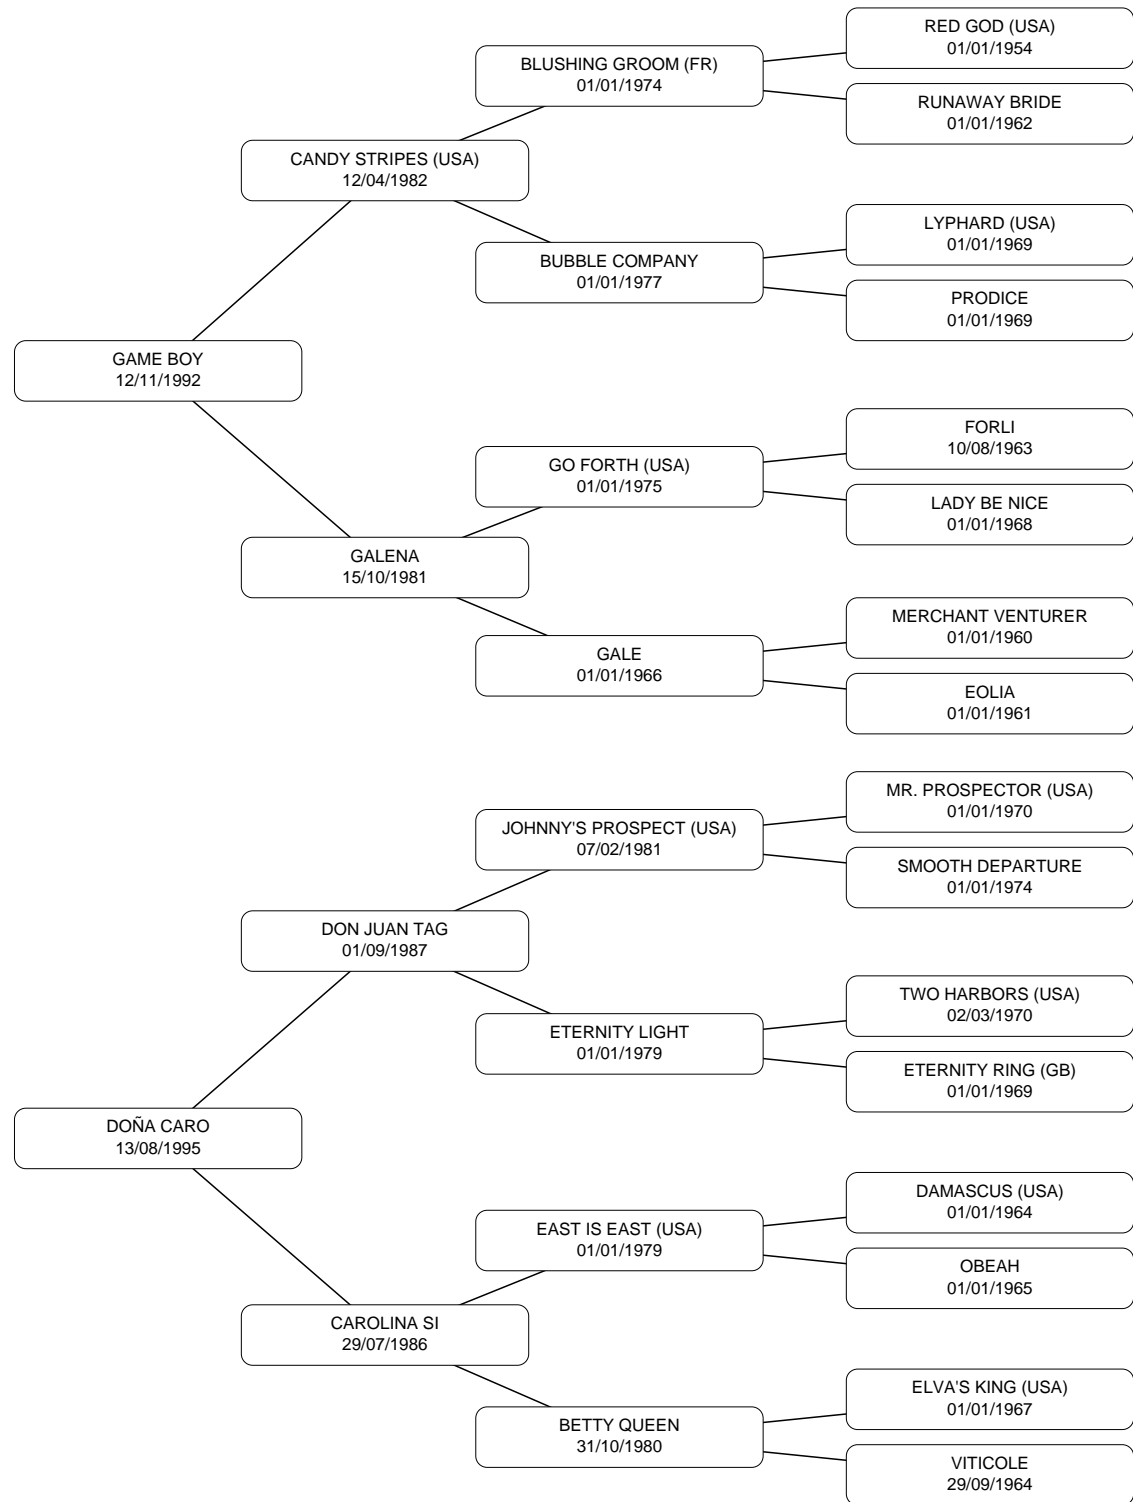 RED GOD (USA)
01/01/1954
BLUSHING GROOM (FR)
01/01/1974
RUNAWAY BRIDE
01/01/1962
CANDY STRIPES (USA)
12/04/1982
LYPHARD (USA)
01/01/1969
BUBBLE COMPANY
01/01/1977
PRODICE
01/01/1969
GAME BOY
12/11/1992
FORLI
10/08/1963
GO FORTH (USA)
01/01/1975
LADY BE NICE
01/01/1968
GALENA
15/10/1981
MERCHANT VENTURER
01/01/1960
GALE
01/01/1966
EOLIA
01/01/1961
MR. PROSPECTOR (USA)
01/01/1970
JOHNNY'S PROSPECT (USA)
07/02/1981
SMOOTH DEPARTURE
01/01/1974
DON JUAN TAG
01/09/1987
TWO HARBORS (USA)
02/03/1970
ETERNITY LIGHT
01/01/1979
ETERNITY RING (GB)
01/01/1969
DOÑA CARO
13/08/1995
DAMASCUS (USA)
01/01/1964
EAST IS EAST (USA)
01/01/1979
OBEAH
01/01/1965
CAROLINA SI
29/07/1986
ELVA'S KING (USA)
01/01/1967
BETTY QUEEN
31/10/1980
VITICOLE
29/09/1964